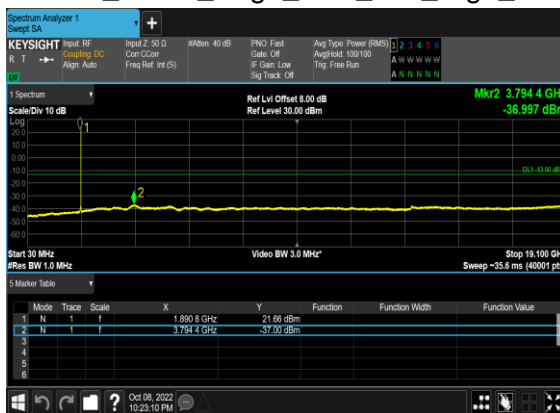 Spectrum Analyzer 1
Swept SA
+
KEYSIGHT Input: RF Input Z: 50 Ω #Atten: 40 dB PNO: Fast Avg Type: Power (RMS) 1 2 3 4 5 6
R T Coupling: DC Corr CCorr Gate: Off Avg|Hold: 100/100 A W W W W W
Align: Auto Freq Ref: Int (S) IF Gain: Low Trig: Free Run
Sig Track: Off A N N N N N
LXI
1 Spectrum Ref Lvl Offset 8.00 dB Mkr2 3.794 4 GH
Scale/Div 10 dB Ref Level 30.00 dBm -36.997 dBr
Log
20.0
10.0
0.00
-10.0
-20.0
-30.0
-40.0
-50.0
-60.0
1
DL1 -13.00 dB
2
Start 30 MHz Video BW 3.0 MHz* Stop 19.100 GH
#Res BW 1.0 MHz Sweep ~35.6 ms (40001 pt
5 Marker Table
Mode Trace Scale X Y Function Function Width Function Value
1 N 1 f 1.890 8 GHz 21.66 dBm
2 N 1 f 3.794 4 GHz -37.00 dBm
3
4
5
6
? Oct 08, 2022
10:23:10 PM